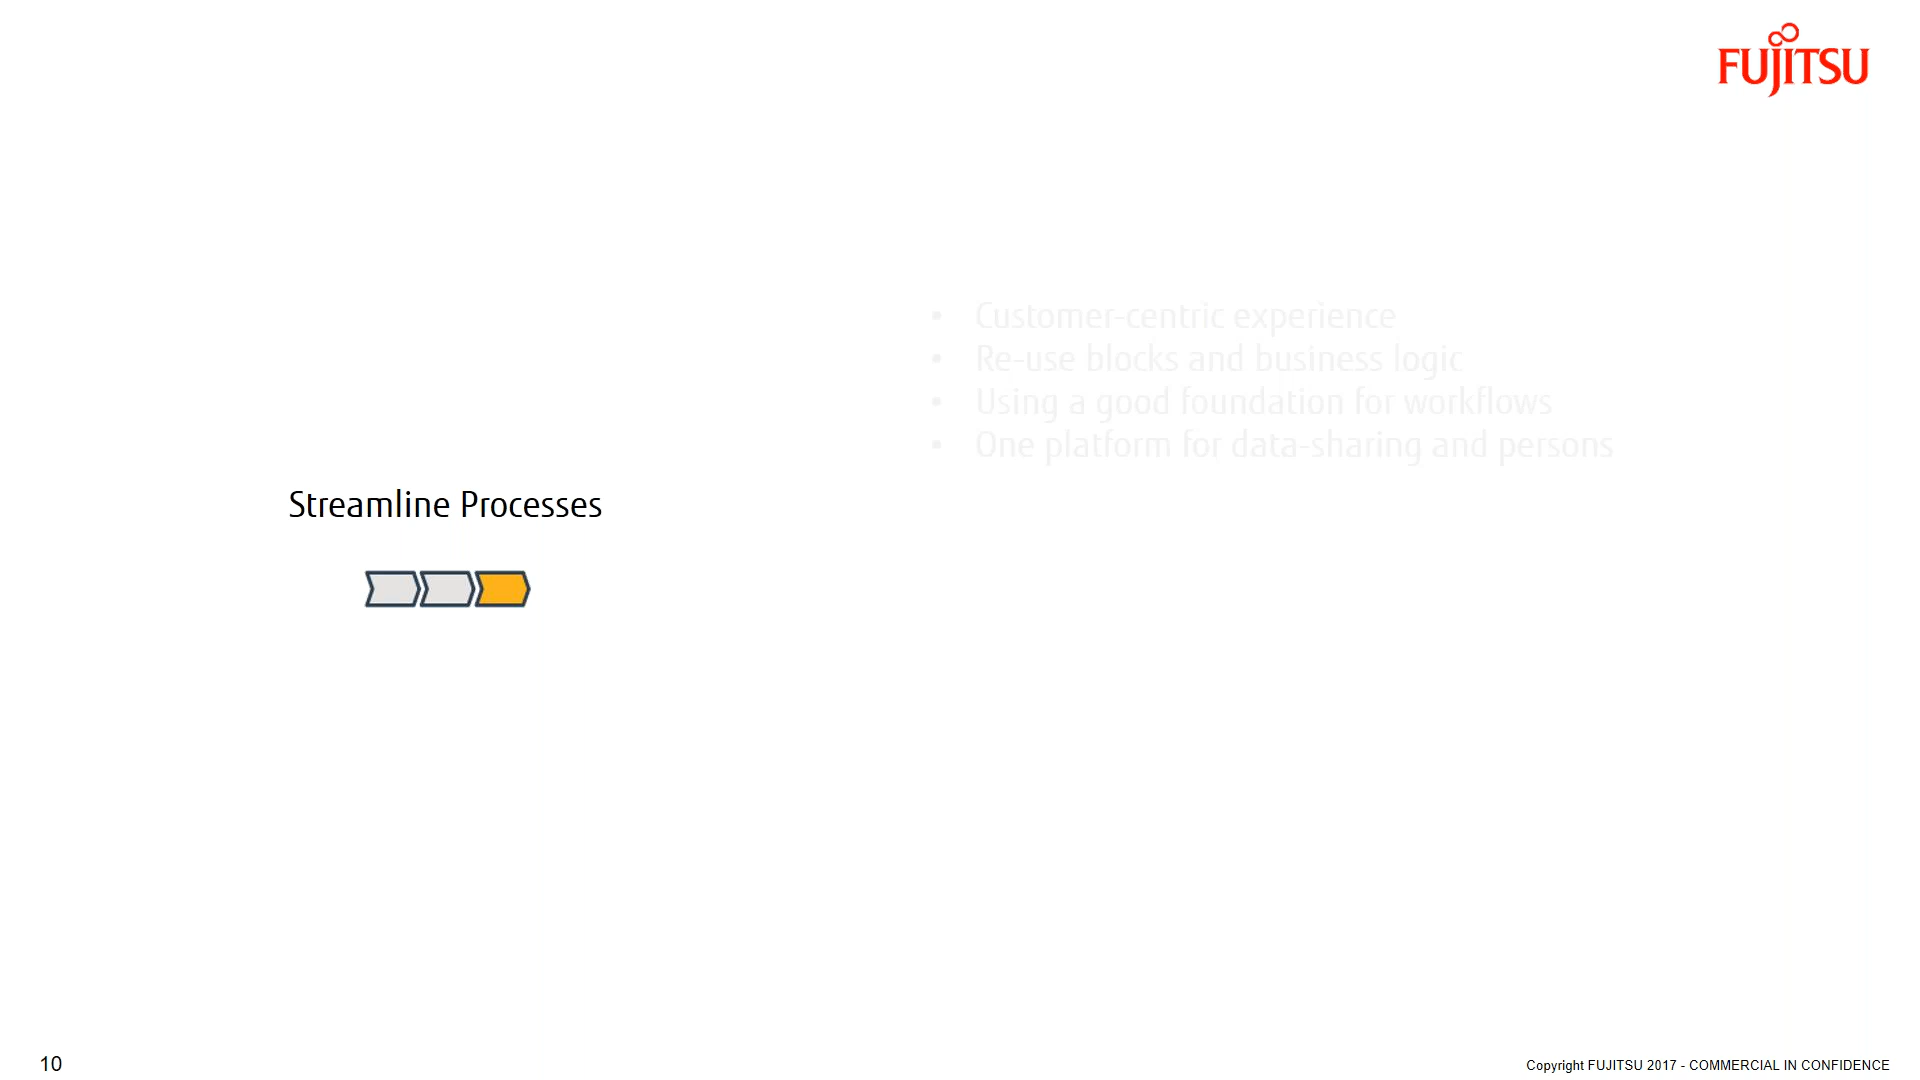 FUJITSU
• Customer-centric experience
• Re-use blocks and business logic
• Using a good foundation for workflows
• One platform for data-sharing and persons
Streamline Processes
10
Copyright FUJITSU 2017 - COMMERCIAL IN CONFIDENCE